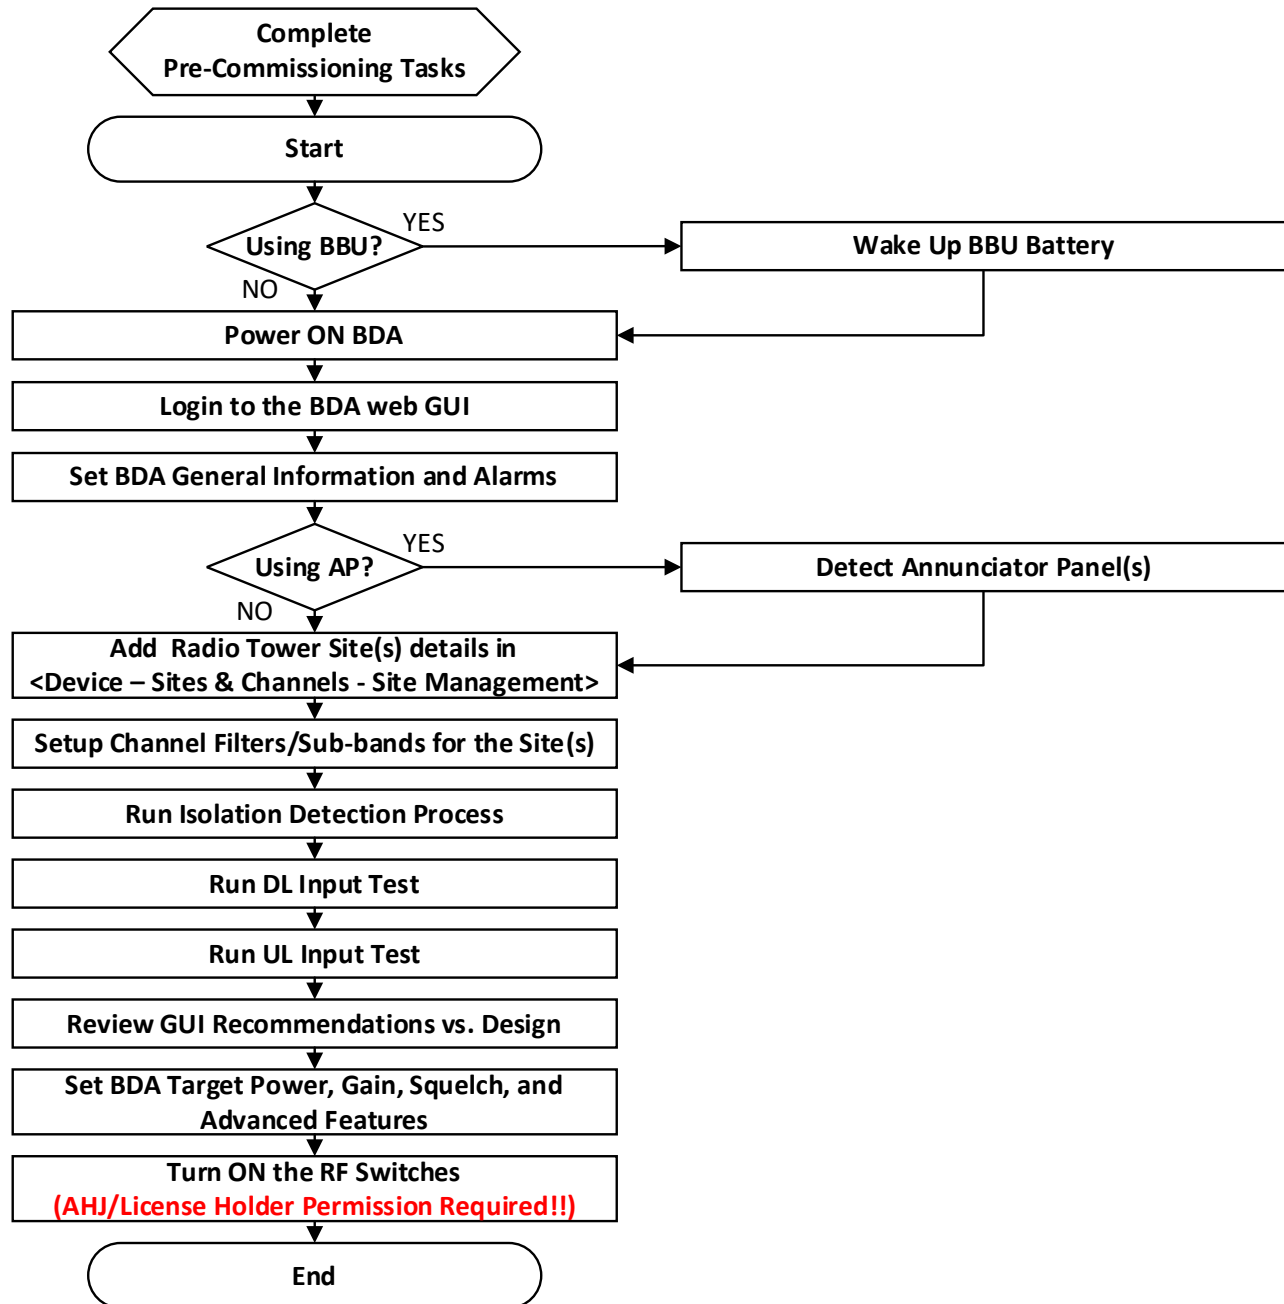 Complete
Pre-Commissioning Tasks
Start
Using BBU?
YES
Wake Up BBU Battery
NO
Power ON BDA
Login to the BDA web GUI
Set BDA General Information and Alarms
Using AP?
YES
Detect Annunciator Panel(s)
NO
Add Radio Tower Site(s) details in
<Device – Sites & Channels - Site Management>
Setup Channel Filters/Sub-bands for the Site(s)
Run Isolation Detection Process
Run DL Input Test
Run UL Input Test
Review GUI Recommendations vs. Design
Set BDA Target Power, Gain, Squelch, and
Advanced Features
Turn ON the RF Switches
(AHJ/License Holder Permission Required!!)
End